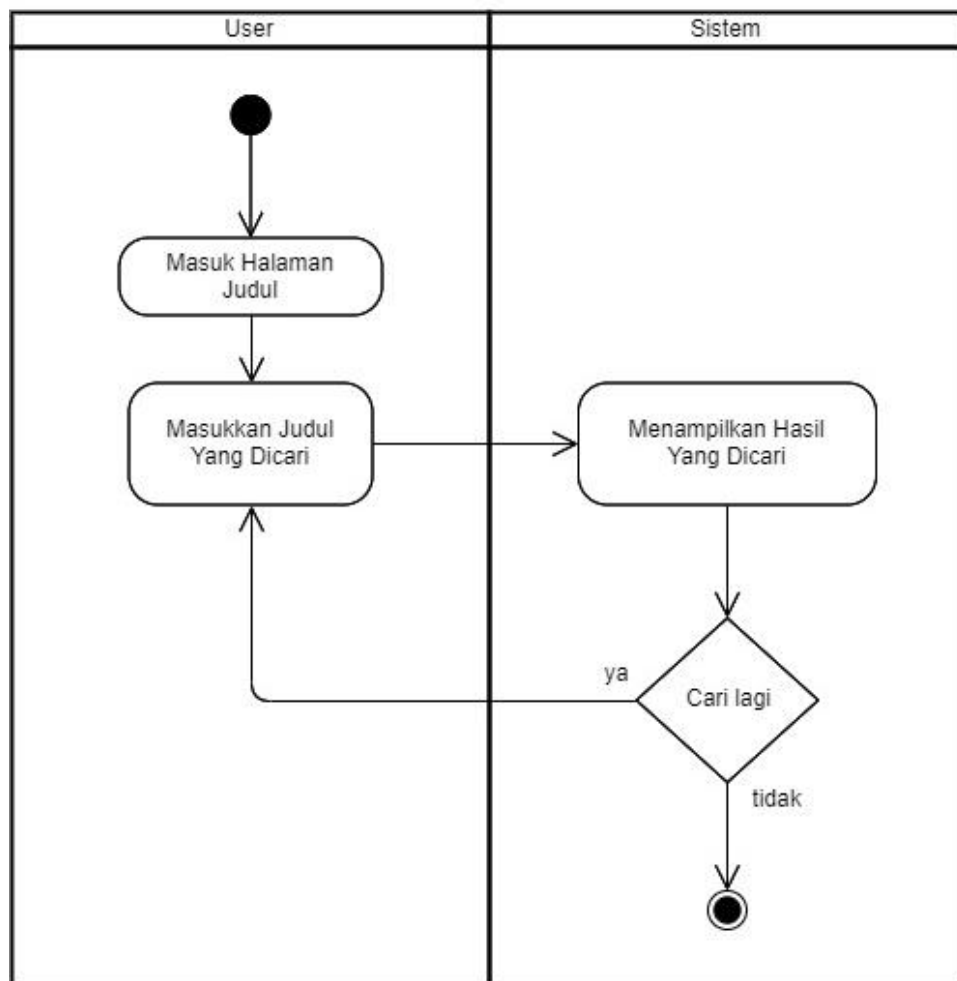 User
Sistem
Masuk Halaman
Judul
Masukkan Judul
Yang Dicari
Menampilkan Hasil
Yang Dicari
ya
Cari lagi
tidak